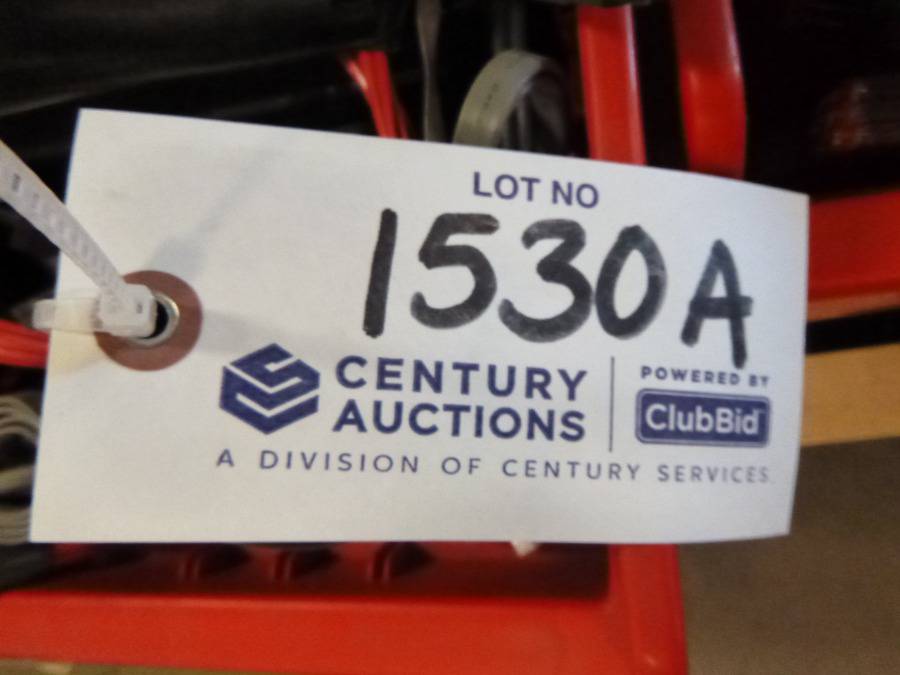 LOT NO
1530A
CENTURY AUCTIONS
POWERED BY
ClubBid
A DIVISION OF CENTURY SERVICES